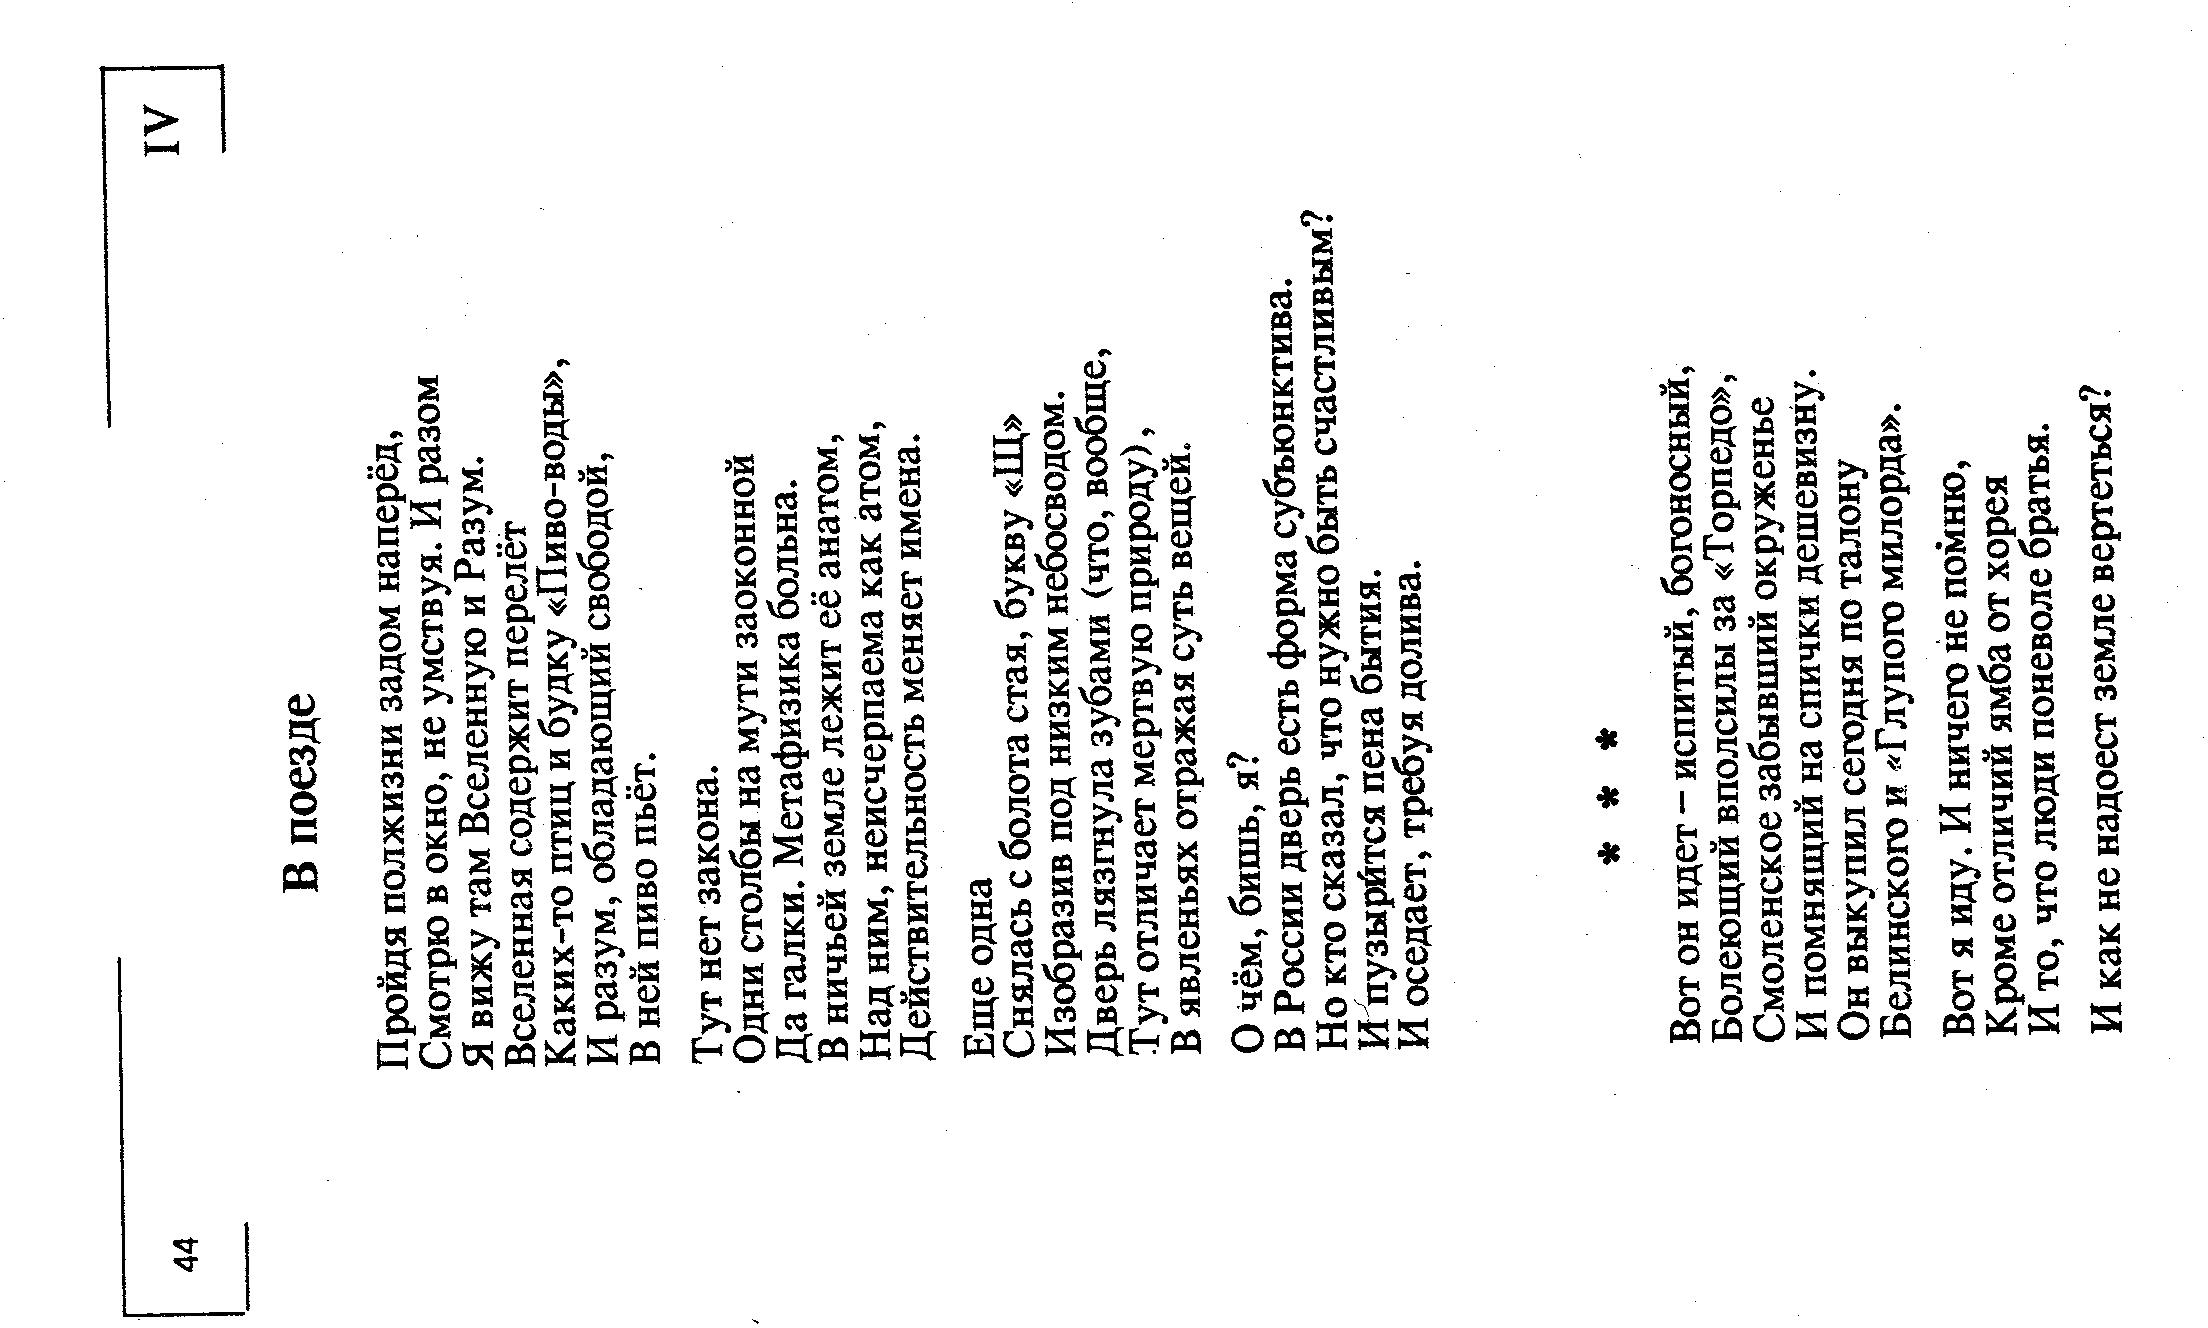 44
IV
В поезде
Пройдя полжизни задом наперёд,
Смотрю в окно, не умствуя. И разом
Я вижу там Вселенную и Разум.
Вселенная содержит перелёт
Каких-то птиц и будку «Пиво-воды»,
И разум, обладающий свободой,
В ней пиво пьёт.
Тут нет закона.
Одни столбы на мути заоконной
Да галки. Метафизика больна.
В ничьей земле лежит её анатом,
Над ним, неисчерпаема как атом,
Действительность меняет имена.
Еще одна
Снялась с болота стая, букву «Щ»
Изобразив под низким небосводом.
Дверь лязгнула зубами (что, вообще,
Тут отличает мертвую природу),
В явленьях отражая суть вещей.
О чём, бишь, я?
В России дверь есть форма субъюнктива.
Но кто сказал, что нужно быть счастливым?
И пузырится пена бытия.
И оседает, требуя долива.
* * *
Вот он идет – испитый, богоносный,
Болеющий вполсилы за «Торпедо»,
Смоленское забывший окруженье
И помнящий на спички дешевизну.
Он выкупил сегодня по талону
Белинского и «Глупого милорда».
Вот я иду. И ничего не помню,
Кроме отличий ямба от хорея
И то, что люди поневоле братья.
И как не надоест земле вертеться?